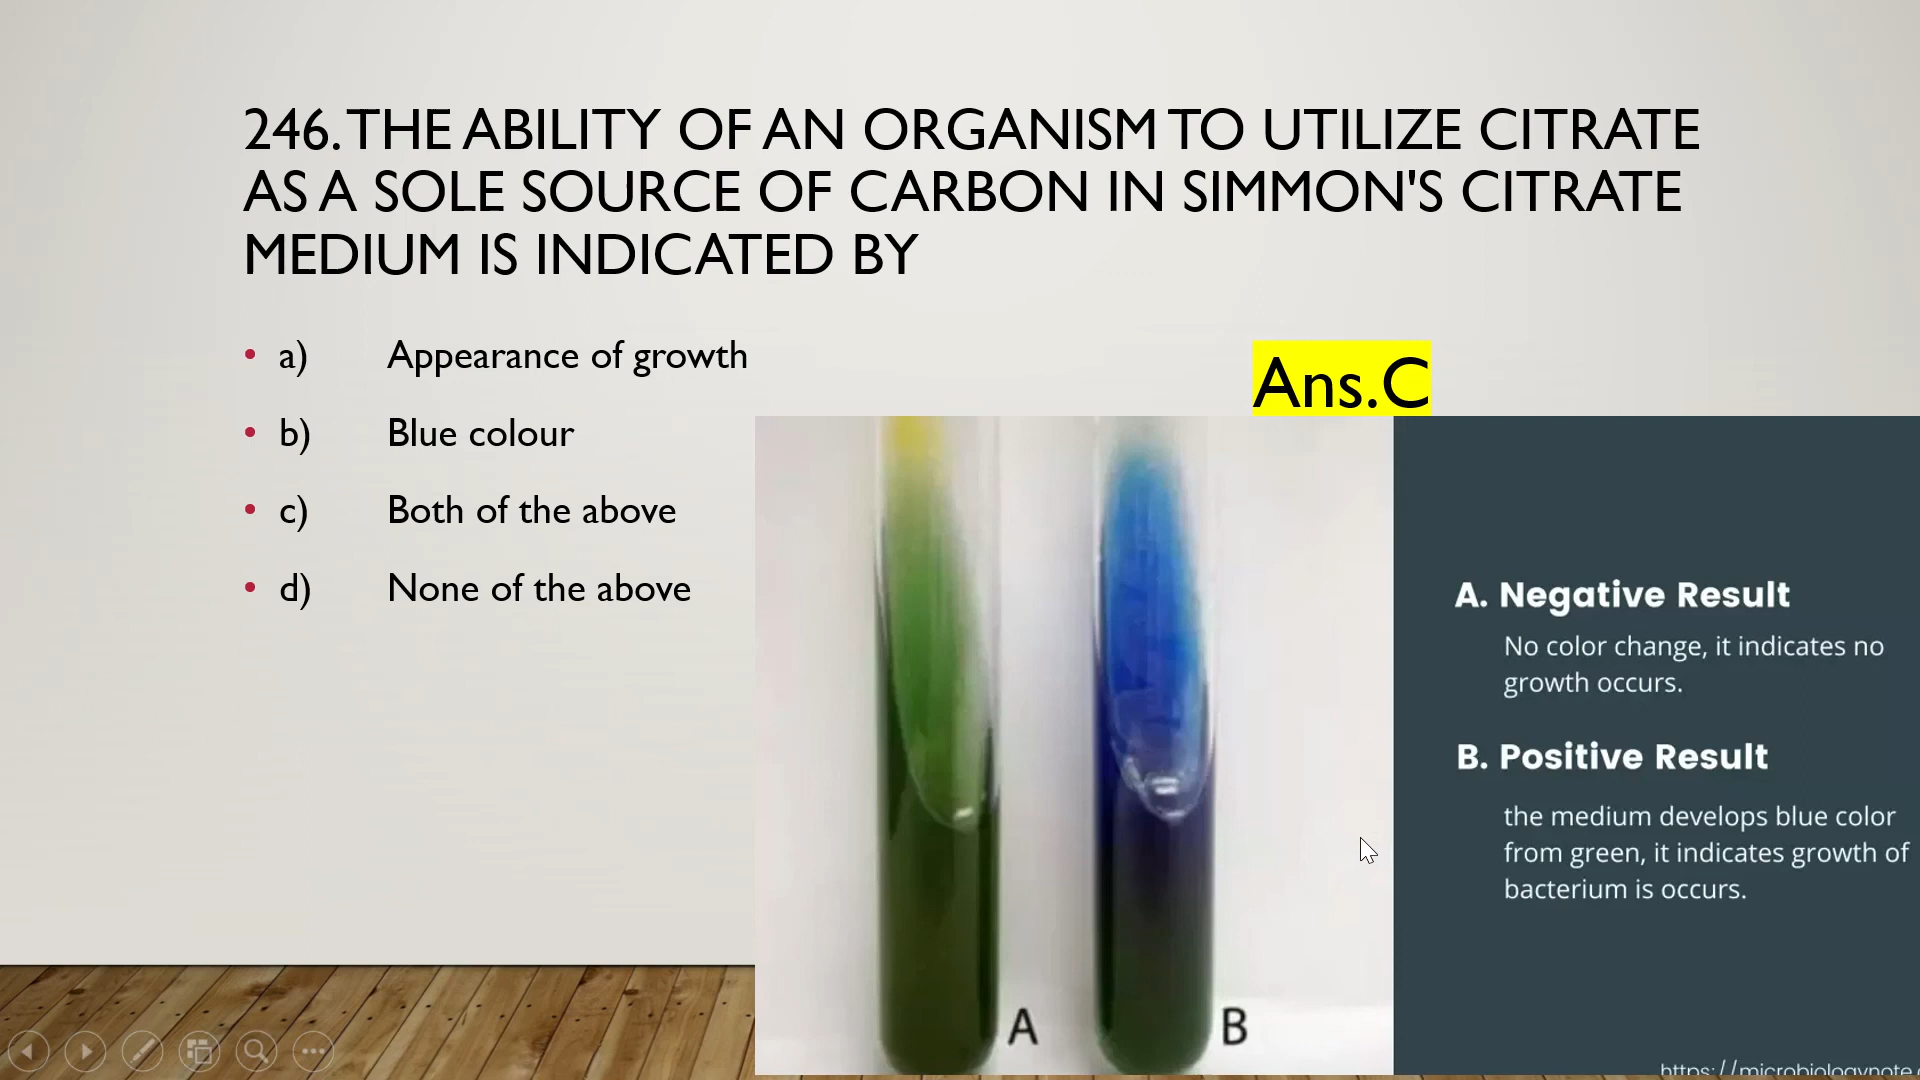 246. THE ABILITY OF AN ORGANISM TO UTILIZE CITRATE
AS A SOLE SOURCE OF CARBON IN SIMMON'S CITRATE
MEDIUM IS INDICATED BY
• a) Appearance of growth
• b) Blue colour
• c) Both of the above
• d) None of the above
Ans.C
A. Negative Result
No color change, it indicates no
growth occurs.
B. Positive Result
the medium develops blue color
from green, it indicates growth of
bacterium is occurs.
A
B